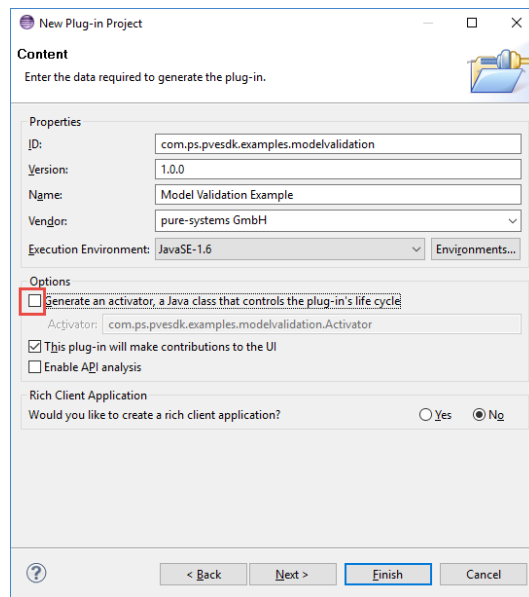 New Plug-in Project
Content
Enter the data required to generate the plug-in.
Properties
ID: com.ps.pvesdk.examples.modelvalidation
Version: 1.0.0
Name: Model Validation Example
Vendor: pure-systems GmbH
Execution Environment: JavaSE-1.6 Environments...
Options
Generate an activator, a Java class that controls the plug-in's life cycle
Activator: com.ps.pvesdk.examples.modelvalidation.Activator
This plug-in will make contributions to the UI
Enable API analysis
Rich Client Application
Would you like to create a rich client application? Yes No
? < Back Next > Finish Cancel